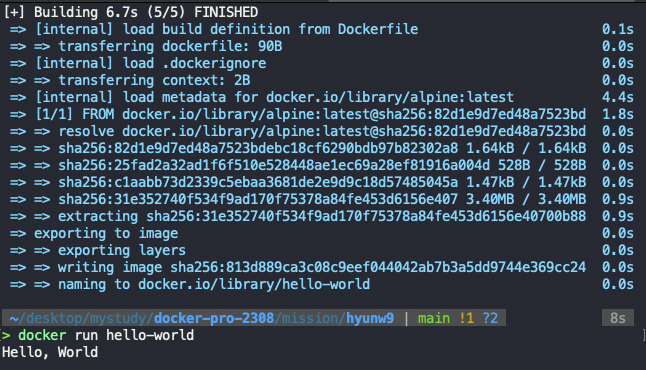 [+] Building 6.7s (5/5) FINISHED
=> [internal] load build definition from Dockerfile 0.1s
=> => transferring dockerfile: 90B 0.0s
=> [internal] load .dockerignore 0.0s
=> => transferring context: 2B 0.0s
=> [internal] load metadata for docker.io/library/alpine:latest 4.4s
=> [1/1] FROM docker.io/library/alpine:latest@sha256:82d1e9d7ed48a7523bd 1.8s
=> => resolve docker.io/library/alpine:latest@sha256:82d1e9d7ed48a7523bd 0.0s
=> => sha256:82d1e9d7ed48a7523bdebc18cf6290bdb97b82302a8 1.64kB / 1.64kB 0.0s
=> => sha256:25fad2a32ad1f6f510e528448ae1ec69a28ef81916a004d 528B / 528B 0.0s
=> => sha256:c1aabb73d2339c5ebaa3681de2e9d9c18d57485045a 1.47kB / 1.47kB 0.0s
=> => sha256:31e352740f534f9ad170f75378a84fe453d6156e407 3.40MB / 3.40MB 0.9s
=> => extracting sha256:31e352740f534f9ad170f75378a84fe453d6156e40700b88 0.9s
=> exporting to image 0.0s
=> => exporting layers 0.0s
=> => writing image sha256:813d889ca3c08c9eef044042ab7b3a5dd9744e369cc24 0.0s
=> => naming to docker.io/library/hello-world 0.0s
~/desktop/mystudy/docker-pro-2308/mission/hyunw9 | main !1 ?2 8s
> docker run hello-world
Hello, World